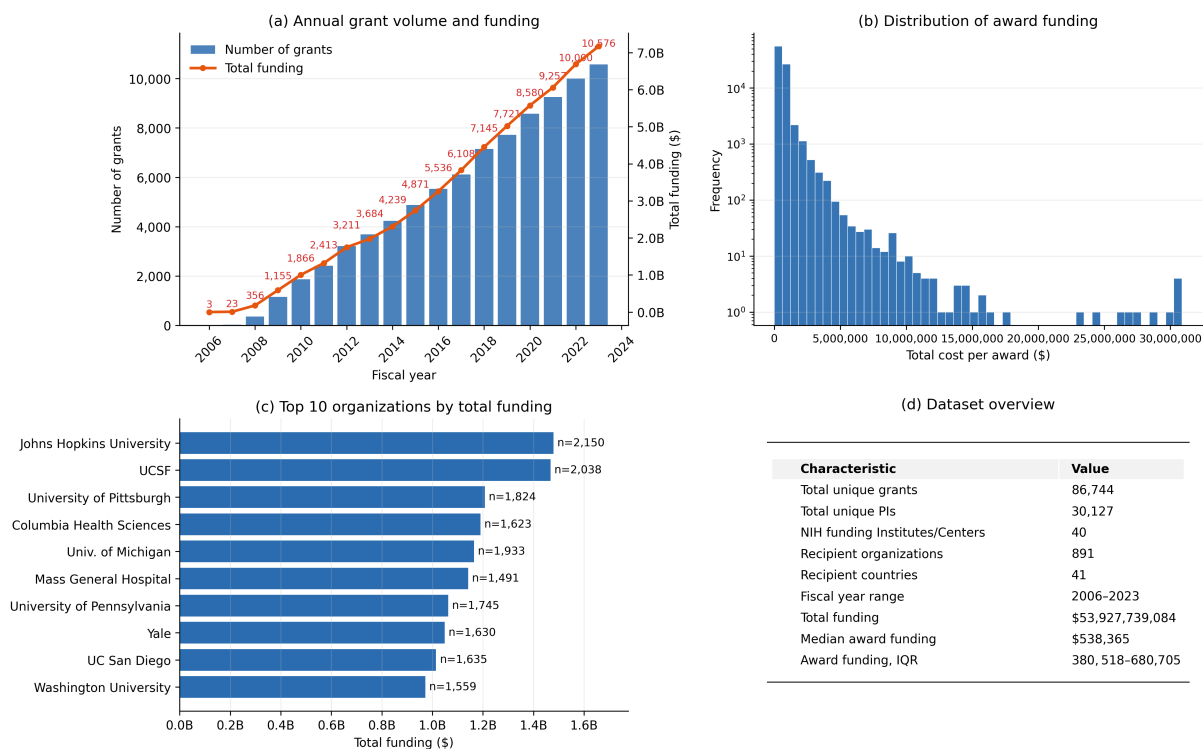 (a) Annual grant volume and funding
Number of grants
Total funding
Number of grants
10,000
8,000
6,000
4,000
2,000
0
3
23
356
1,155
1,866
2,413
3,211
3,684
4,239
4,871
5,536
6,108
7,145
7,721
8,580
9,257
10,000
10,576
7.0B
6.0B
5.0B
4.0B
3.0B
2.0B
1.0B
0.0B
Total funding ($)
2006
2008
2010
2012
2014
2016
2018
2020
2022
2024
Fiscal year
(b) Distribution of award funding
Frequency
10⁴
10³
10²
10¹
10⁰
0
5,000,000
10,000,000
15,000,000
20,000,000
25,000,000
30,000,000
Total cost per award ($)
(c) Top 10 organizations by total funding
Johns Hopkins University n=2,150
UCSF n=2,038
University of Pittsburgh n=1,824
Columbia Health Sciences n=1,623
Univ. of Michigan n=1,933
Mass General Hospital n=1,491
University of Pennsylvania n=1,745
Yale n=1,630
UC San Diego n=1,635
Washington University n=1,559
0.0B 0.2B 0.4B 0.6B 0.8B 1.0B 1.2B 1.4B 1.6B
Total funding ($)
(d) Dataset overview
Characteristic Value
Total unique grants 86,744
Total unique PIs 30,127
NIH funding Institutes/Centers 40
Recipient organizations 891
Recipient countries 41
Fiscal year range 2006–2023
Total funding $53,927,739,084
Median award funding $538,365
Award funding, IQR 380, 518–680, 705